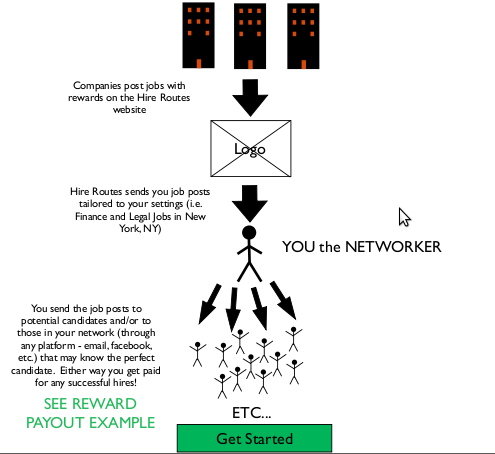 Companies post jobs with
rewards on the Hire Routes
website
Logo
Hire Routes sends you job posts
tailored to your settings (i.e.
Finance and Legal Jobs in New
York, NY)
YOU the NETWORKER
You send the job posts to
potential candidates and/or to
those in your network (through
any platform - email, facebook,
etc.) that may know the perfect
candidate. Either way you get paid
for any successful hires!
SEE REWARD
PAYOUT EXAMPLE
ETC...
Get Started